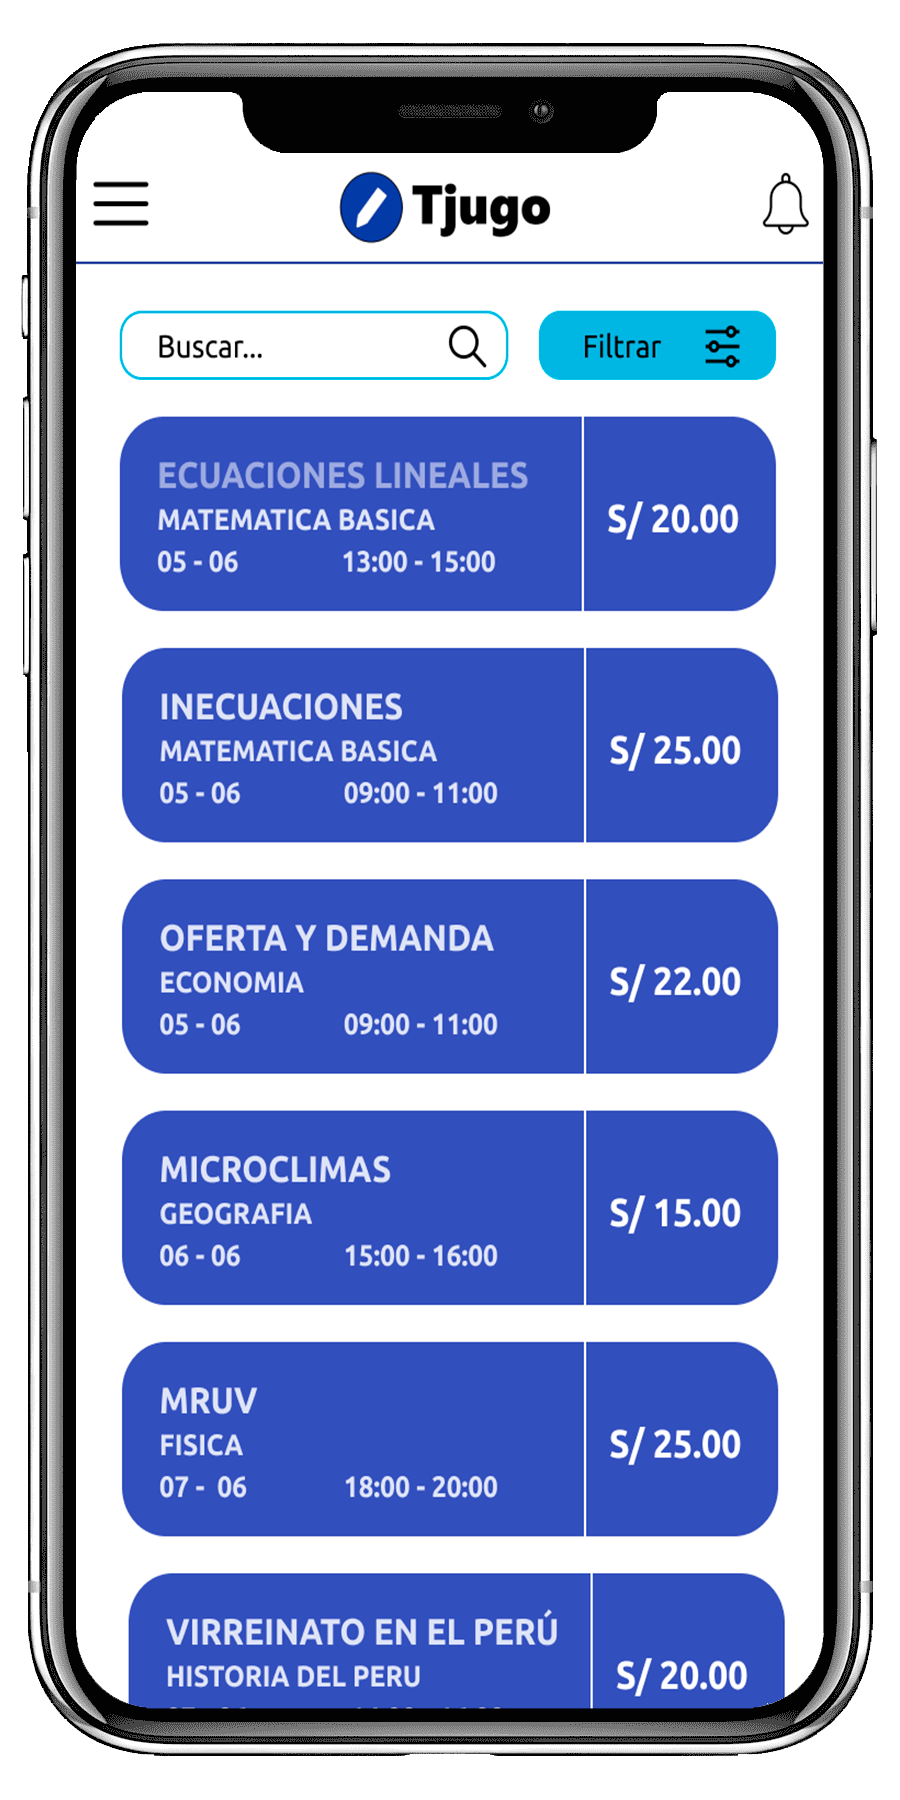 Tjugo
Buscar...
Filtrar
ECUACIONES LINEALES
MATEMATICA BASICA
05 - 06 13:00 - 15:00
S/ 20.00
INECUACIONES
MATEMATICA BASICA
05 - 06 09:00 - 11:00
S/ 25.00
OFERTA Y DEMANDA
ECONOMIA
05 - 06 09:00 - 11:00
S/ 22.00
MICROCLIMAS
GEOGRAFIA
06 - 06 15:00 - 16:00
S/ 15.00
MRUV
FISICA
07 - 06 18:00 - 20:00
S/ 25.00
VIRREINATO EN EL PERÚ
HISTORIA DEL PERU
S/ 20.00